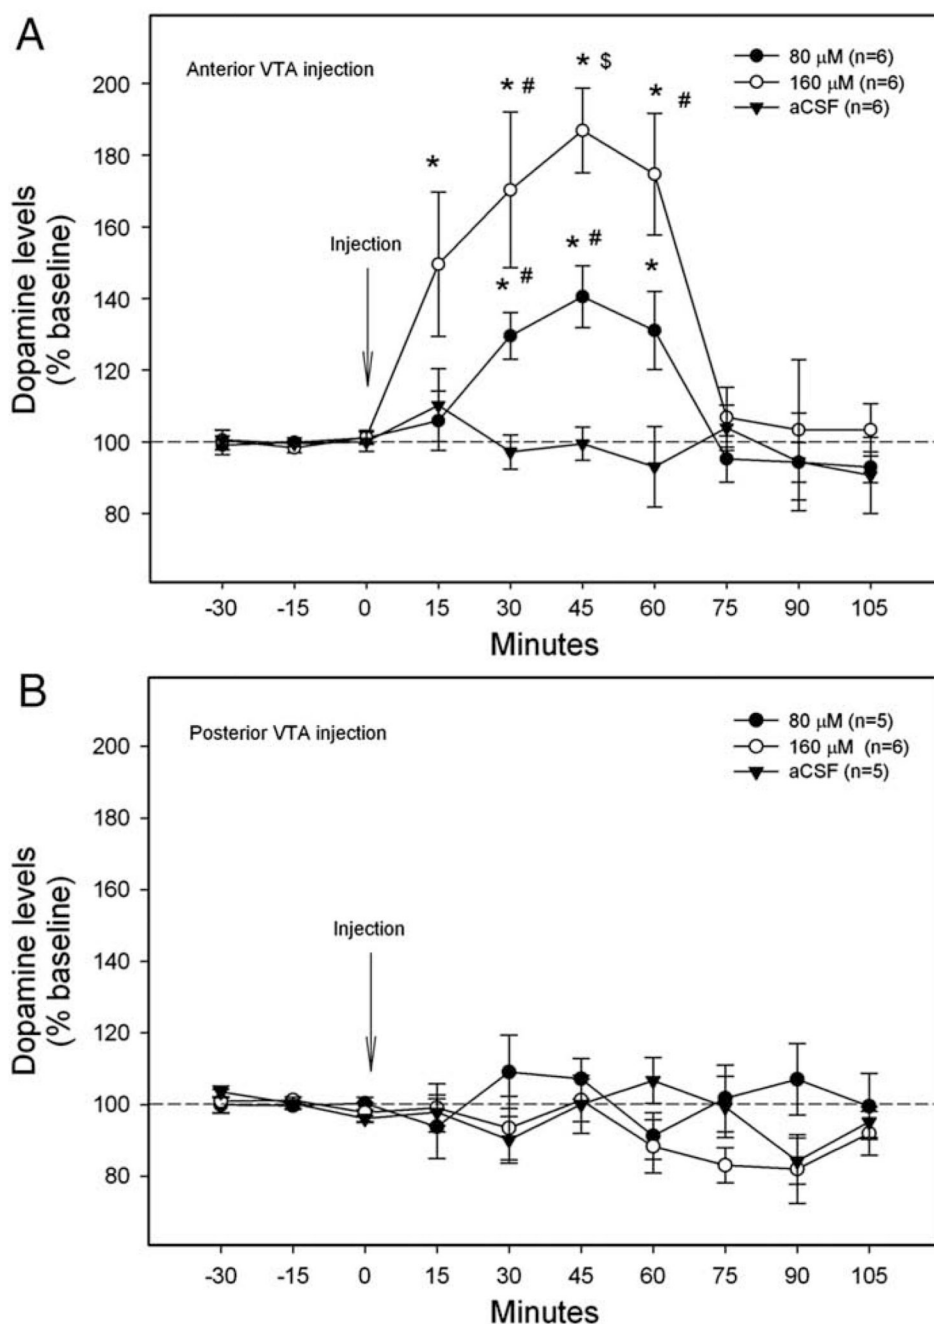 A
Anterior VTA injection
80 μM (n=6)
160 μM (n=6)
aCSF (n=6)
Dopamine levels
(% baseline)
200
180
160
140
120
100
80
Injection
*
* #
* $
* #
* #
* #
*
-30 -15 0 15 30 45 60 75 90 105
Minutes
B
Posterior VTA injection
80 μM (n=5)
160 μM (n=6)
aCSF (n=5)
Dopamine levels
(% baseline)
200
180
160
140
120
100
80
Injection
-30 -15 0 15 30 45 60 75 90 105
Minutes